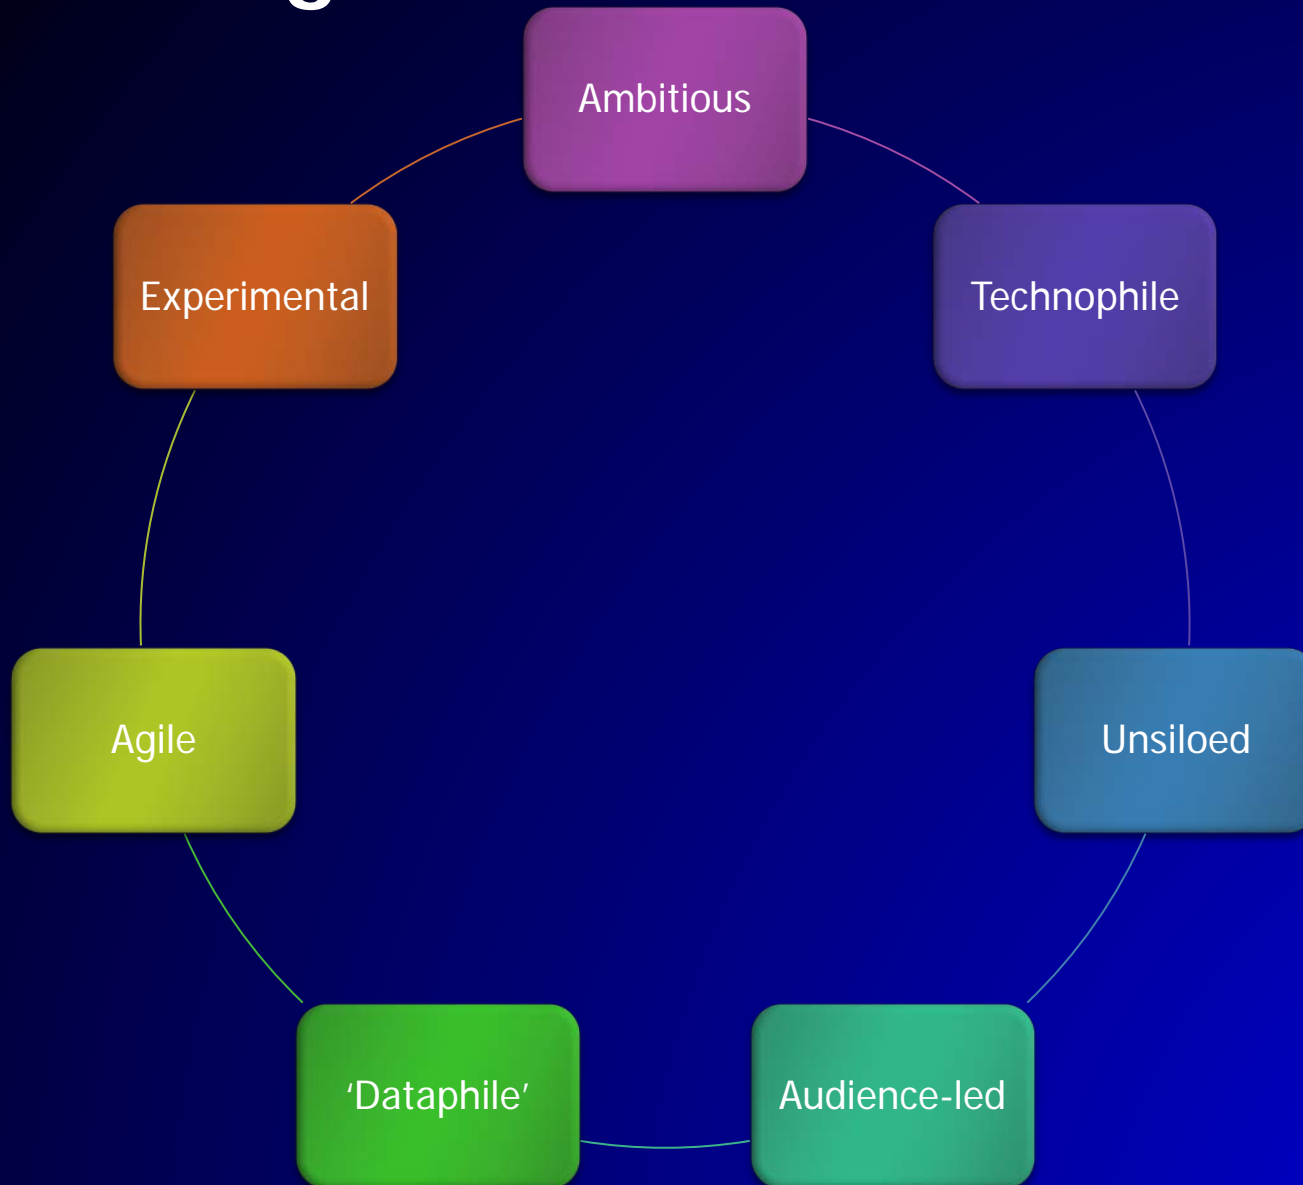 Ambitious
Technophile
Unsiloed
Audience-led
‘Dataphile’
Agile
Experimental